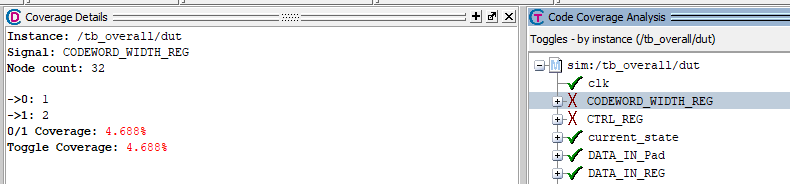 Coverage Details
Instance: /tb_overall/dut
Signal: CODEWORD_WIDTH_REG
Node count: 32
->0: 1
->1: 2
0/1 Coverage: 4.688%
Toggle Coverage: 4.688%
Code Coverage Analysis
Toggles - by instance (/tb_overall/dut)
sim:/tb_overall/dut
clk
CODEWORD_WIDTH_REG
CTRL_REG
current_state
DATA_IN_Pad
DATA_IN_REG